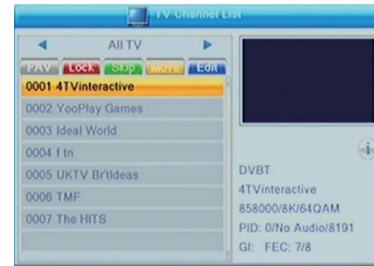 TV Channel List
All TV
FAV Lock Skip Move Edit
0001 4TVinteractive
0002 YooPlay Games
0003 Ideal World
0004 f tn
0005 UKTV Br'tIdeas
0006 TMF
0007 The HITS
DVBT
4TVinteractive
858000/8K/64QAM
PID: 0/No Audio/8191
GI: FEC: 7/8